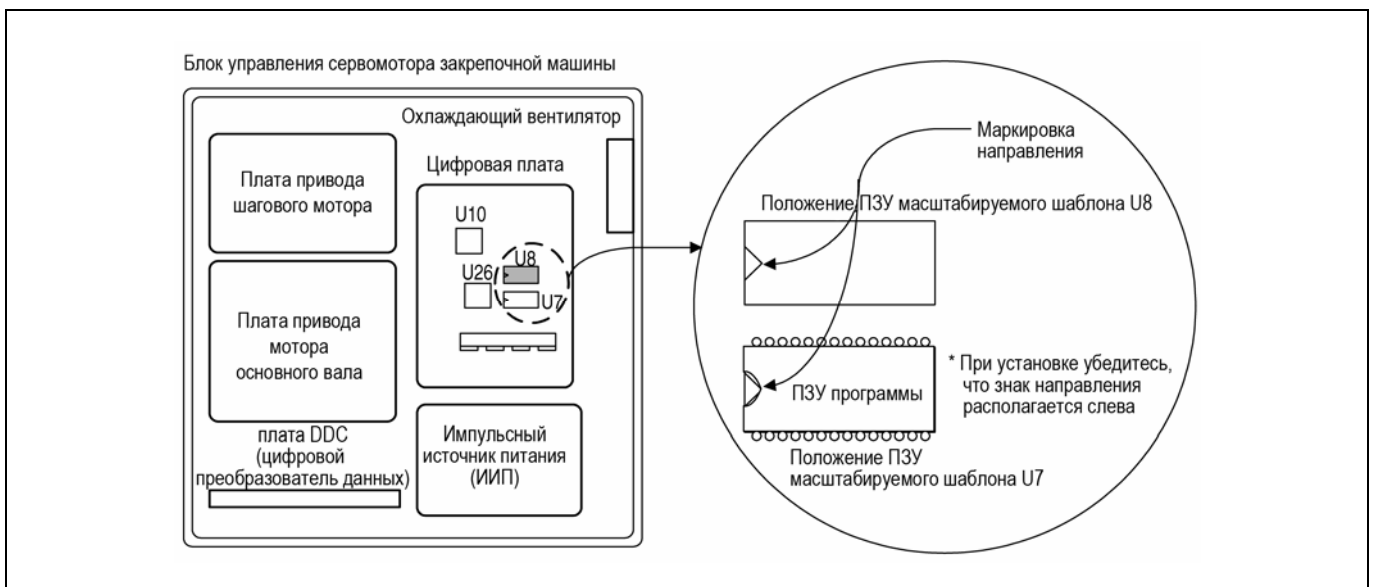 Блок управления сервомотора закрепочной машины
Охлаждающий вентилятор
Плата привода
шагового мотора
Цифровая плата
U10
U8
U26
U7
Плата привода
мотора
основного вала
плата DDC
(цифровой
преобразователь данных)
Импульсный
источник питания
(ИИП)
Маркировка
направления
Положение ПЗУ масштабируемого шаблона U8
ПЗУ программы
* При установке убедитесь,
что знак направления
располагается слева
Положение ПЗУ
масштабируемого шаблона U7